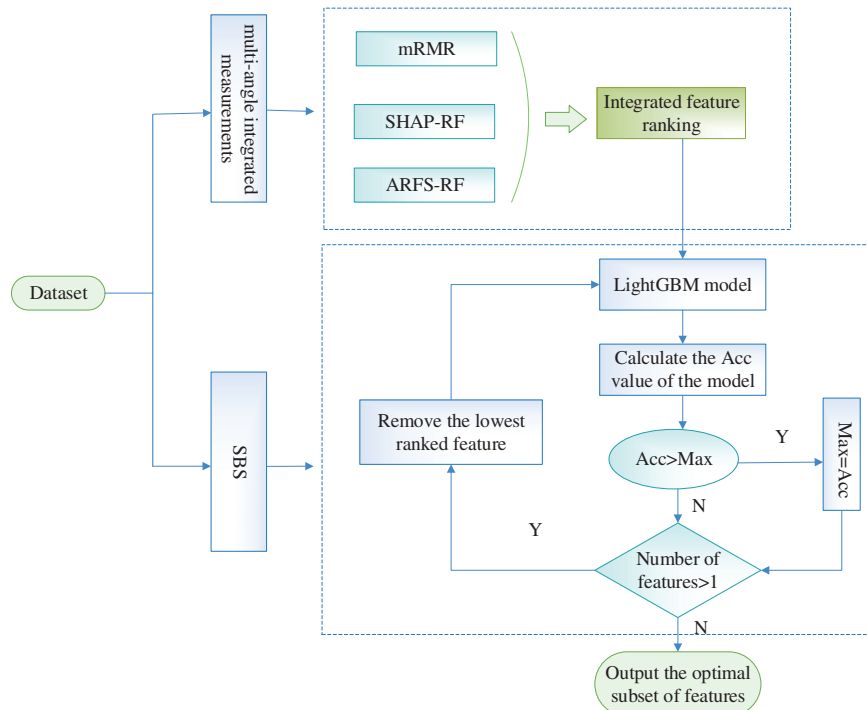 multi-angle integrated
measurements
mRMR
SHAP-RF
ARFS-RF
Integrated feature
ranking
Dataset
SBS
LightGBM model
Calculate the Acc
value of the model
Remove the lowest
ranked feature
Acc>Max
Y
Max=Acc
N
Y
Number of
features>1
N
Output the optimal
subset of features